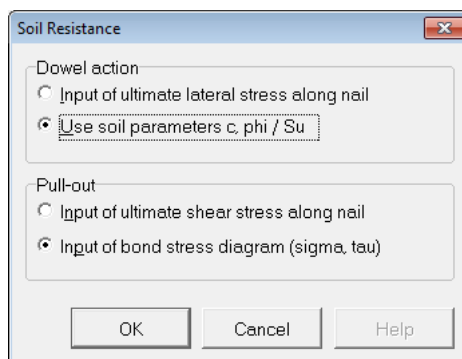 Soil Resistance
Dowel action
Input of ultimate lateral stress along nail
Use soil parameters c, phi / Su
Pull-out
Input of ultimate shear stress along nail
Input of bond stress diagram (sigma, tau)
OK Cancel Help